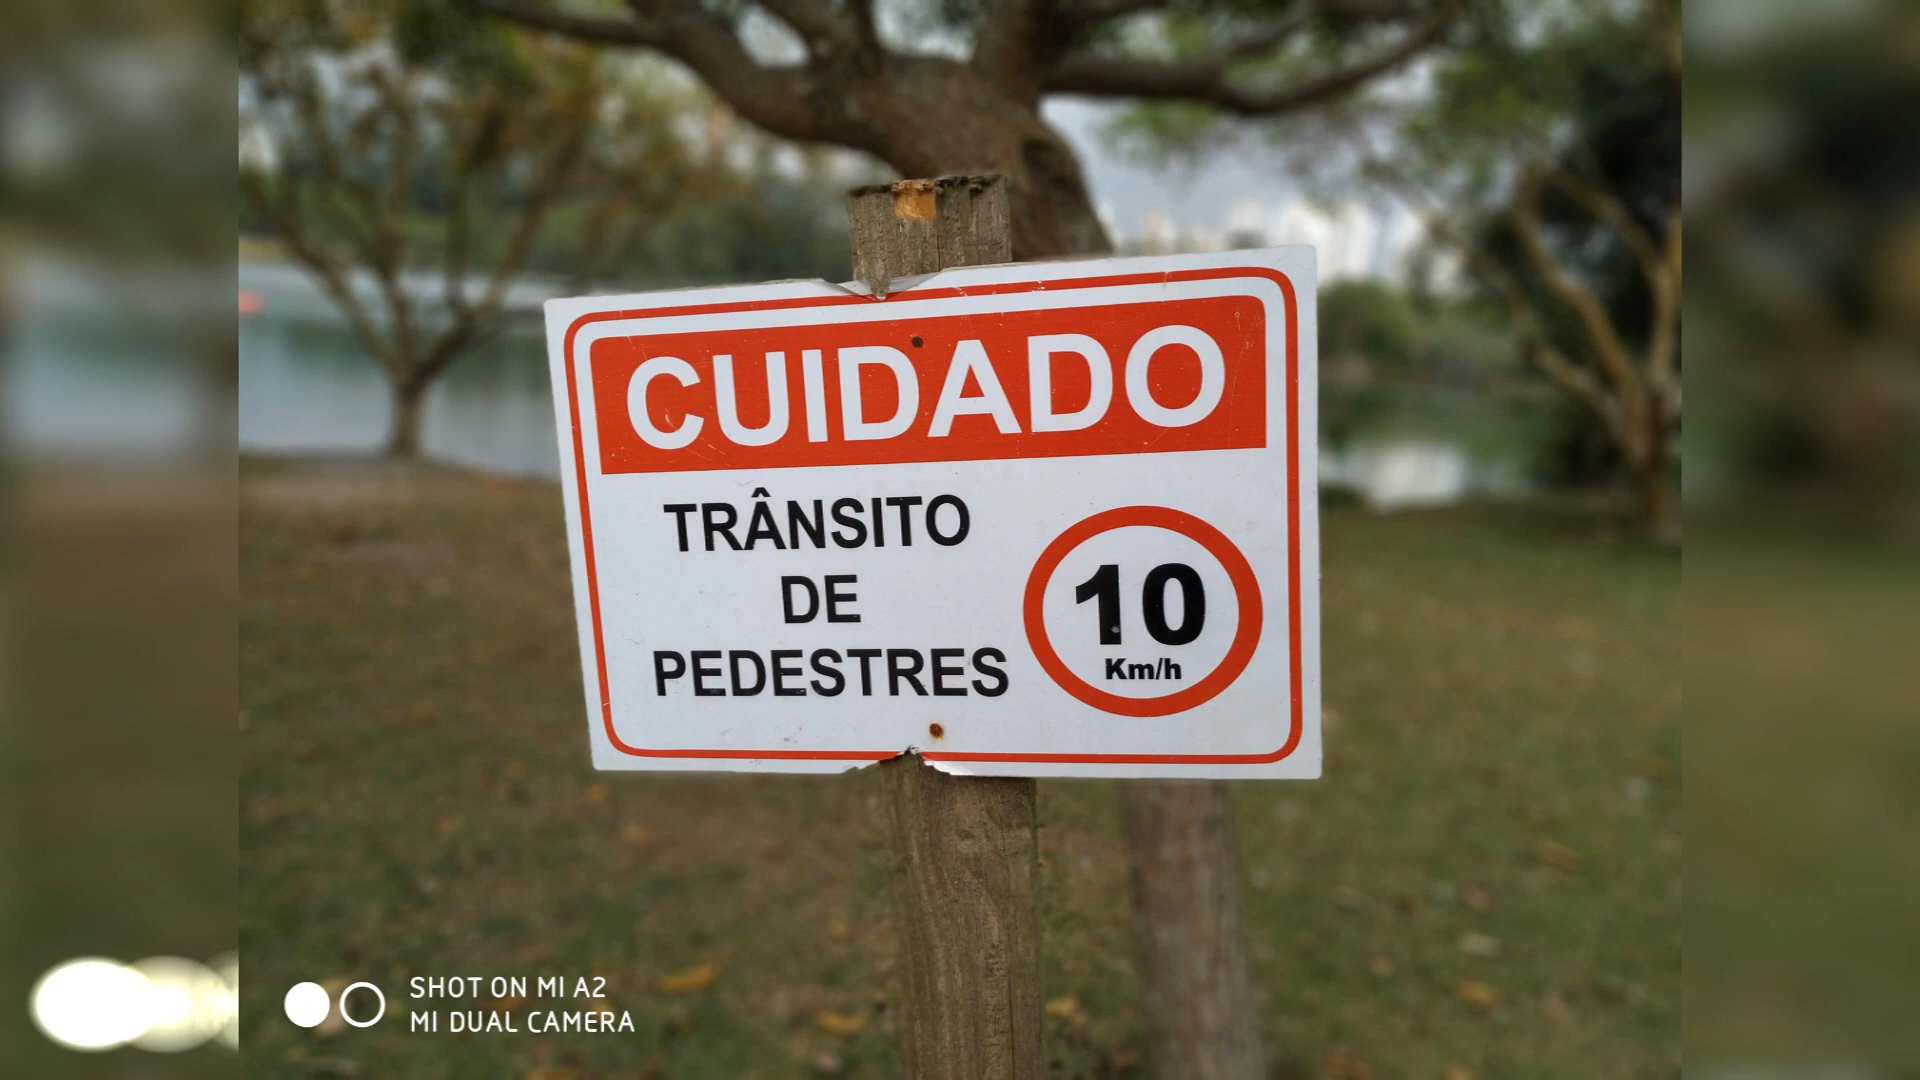 CUIDADO
TRÂNSITO
DE
PEDESTRES
10
Km/h
SHOT ON MI A2
MI DUAL CAMERA